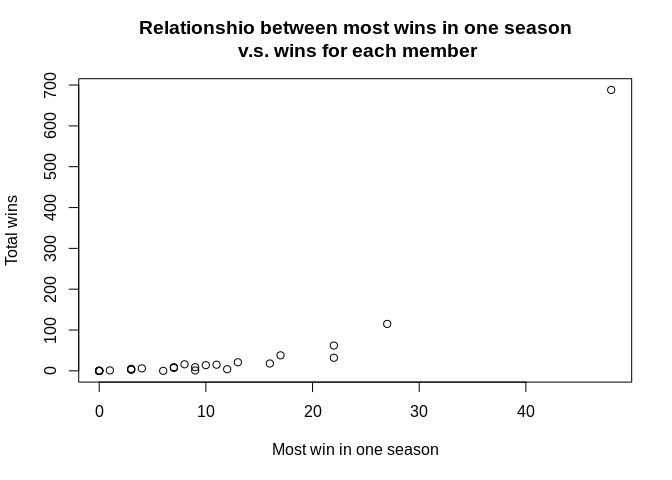 Relationshio between most wins in one season
v.s. wins for each member
Total wins
700
600
500
400
300
200
100
0
0 10 20 30 40
Most win in one season